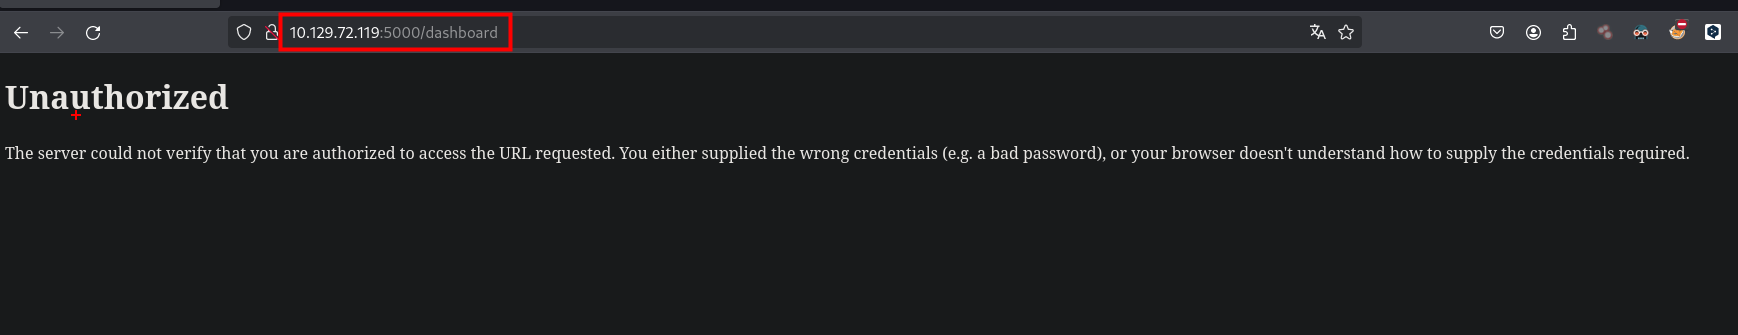 10.129.72.119:5000/dashboard
Unauthorized
The server could not verify that you are authorized to access the URL requested. You either supplied the wrong credentials (e.g. a bad password), or your browser doesn't understand how to supply the credentials required.